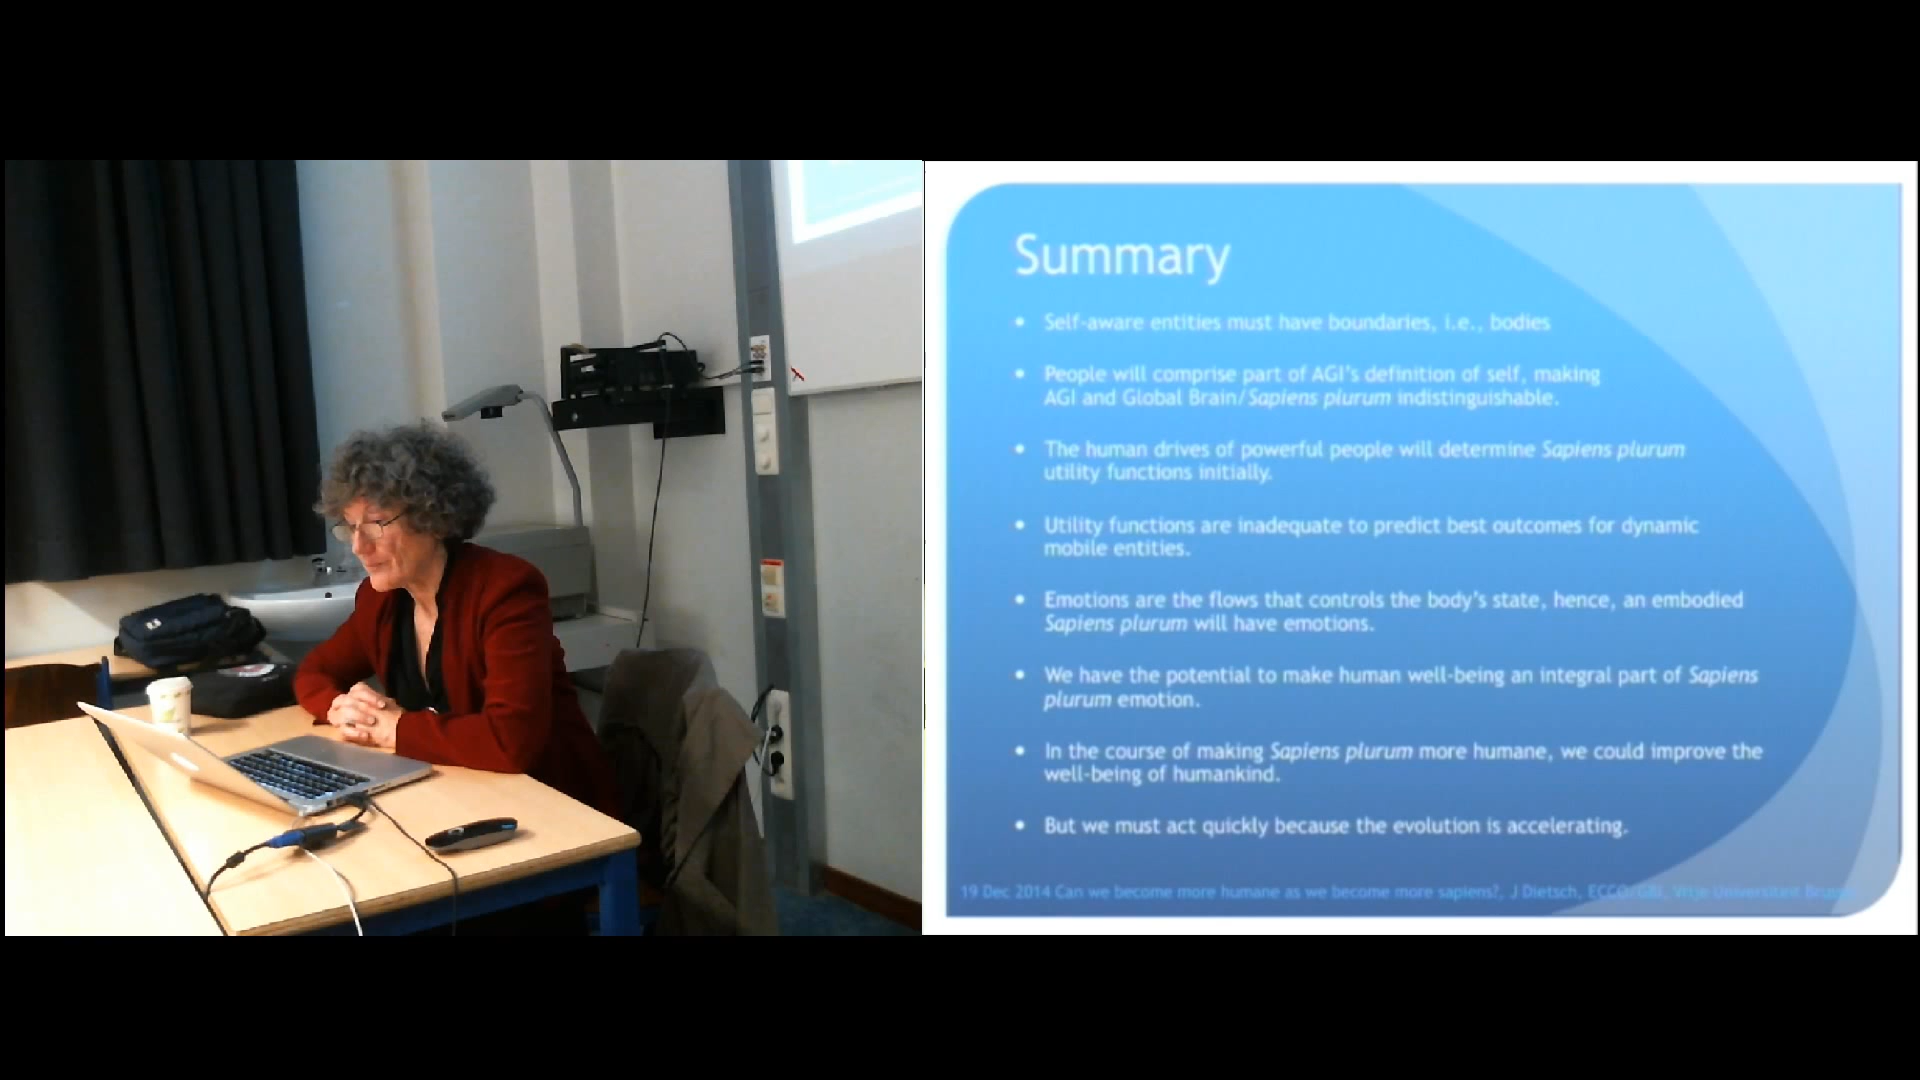 Summary
• Self-aware entities must have boundaries, i.e., bodies
• People will comprise part of AGI's definition of self, making
AGI and Global Brain/Sapiens plurum indistinguishable.
• The human drives of powerful people will determine Sapiens plurum
utility functions initially.
• Utility functions are inadequate to predict best outcomes for dynamic
mobile entities.
• Emotions are the flows that controls the body's state, hence, an embodied
Sapiens plurum will have emotions.
• We have the potential to make human well-being an integral part of Sapiens
plurum emotion.
• In the course of making Sapiens plurum more humane, we could improve the
well-being of humankind.
• But we must act quickly because the evolution is accelerating.
19 Dec 2014 Can we become more humane as we become more sapiens?, J Dietsch, ECCO/GBI, Vrije Universiteit